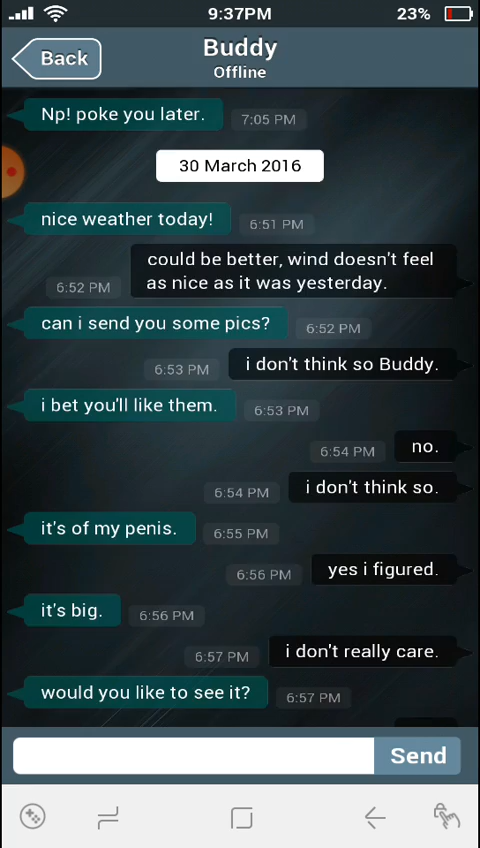 9:37PM 23%
Back
Buddy
Offline
Np! poke you later. 7:05 PM
30 March 2016
nice weather today! 6:51 PM
could be better, wind doesn't feel
as nice as it was yesterday.
6:52 PM
can i send you some pics? 6:52 PM
6:53 PM i don't think so Buddy.
i bet you'll like them. 6:53 PM
6:54 PM no.
6:54 PM i don't think so.
it's of my penis. 6:55 PM
6:56 PM yes i figured.
it's big. 6:56 PM
6:57 PM i don't really care.
would you like to see it? 6:57 PM
Send